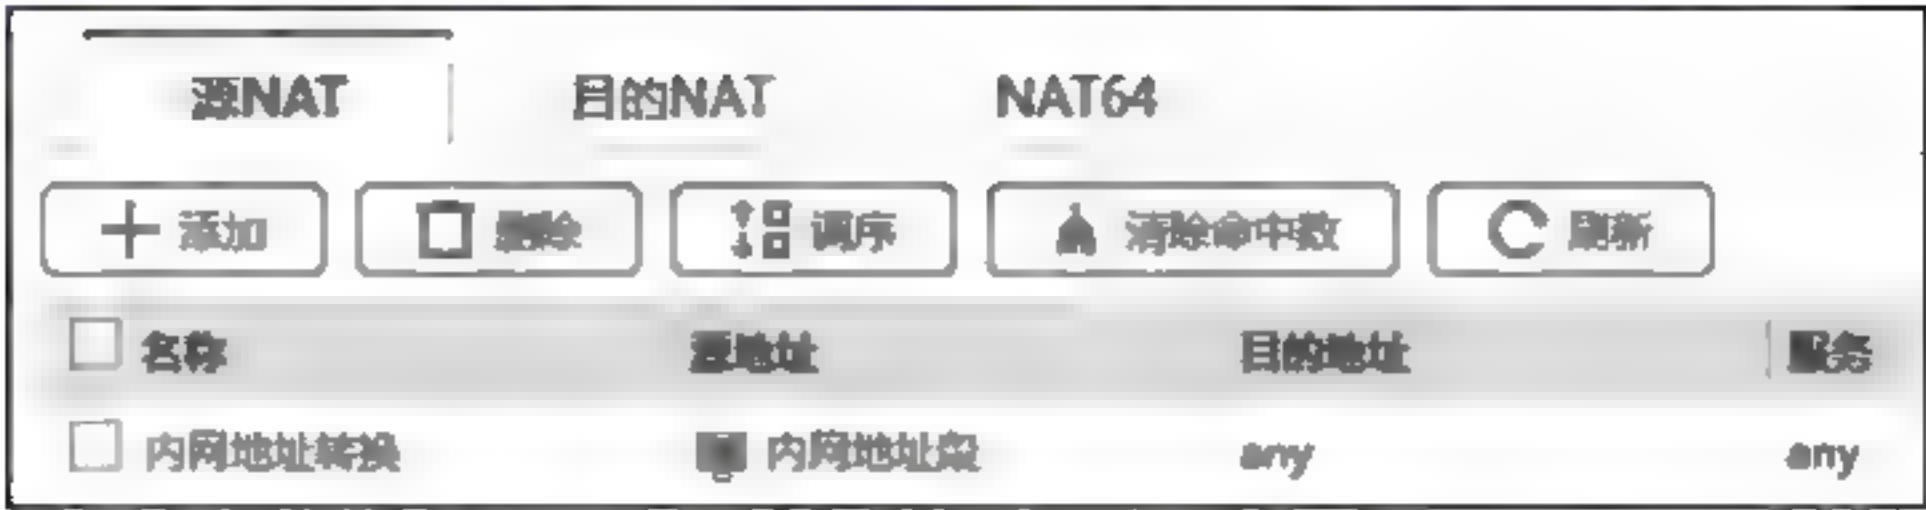 源NAT 目的NAT NAT64
添加 删除 调序 清除命中数 刷新
名称 源地址 目的地址 服务
内网地址转换 内网地址段 any any